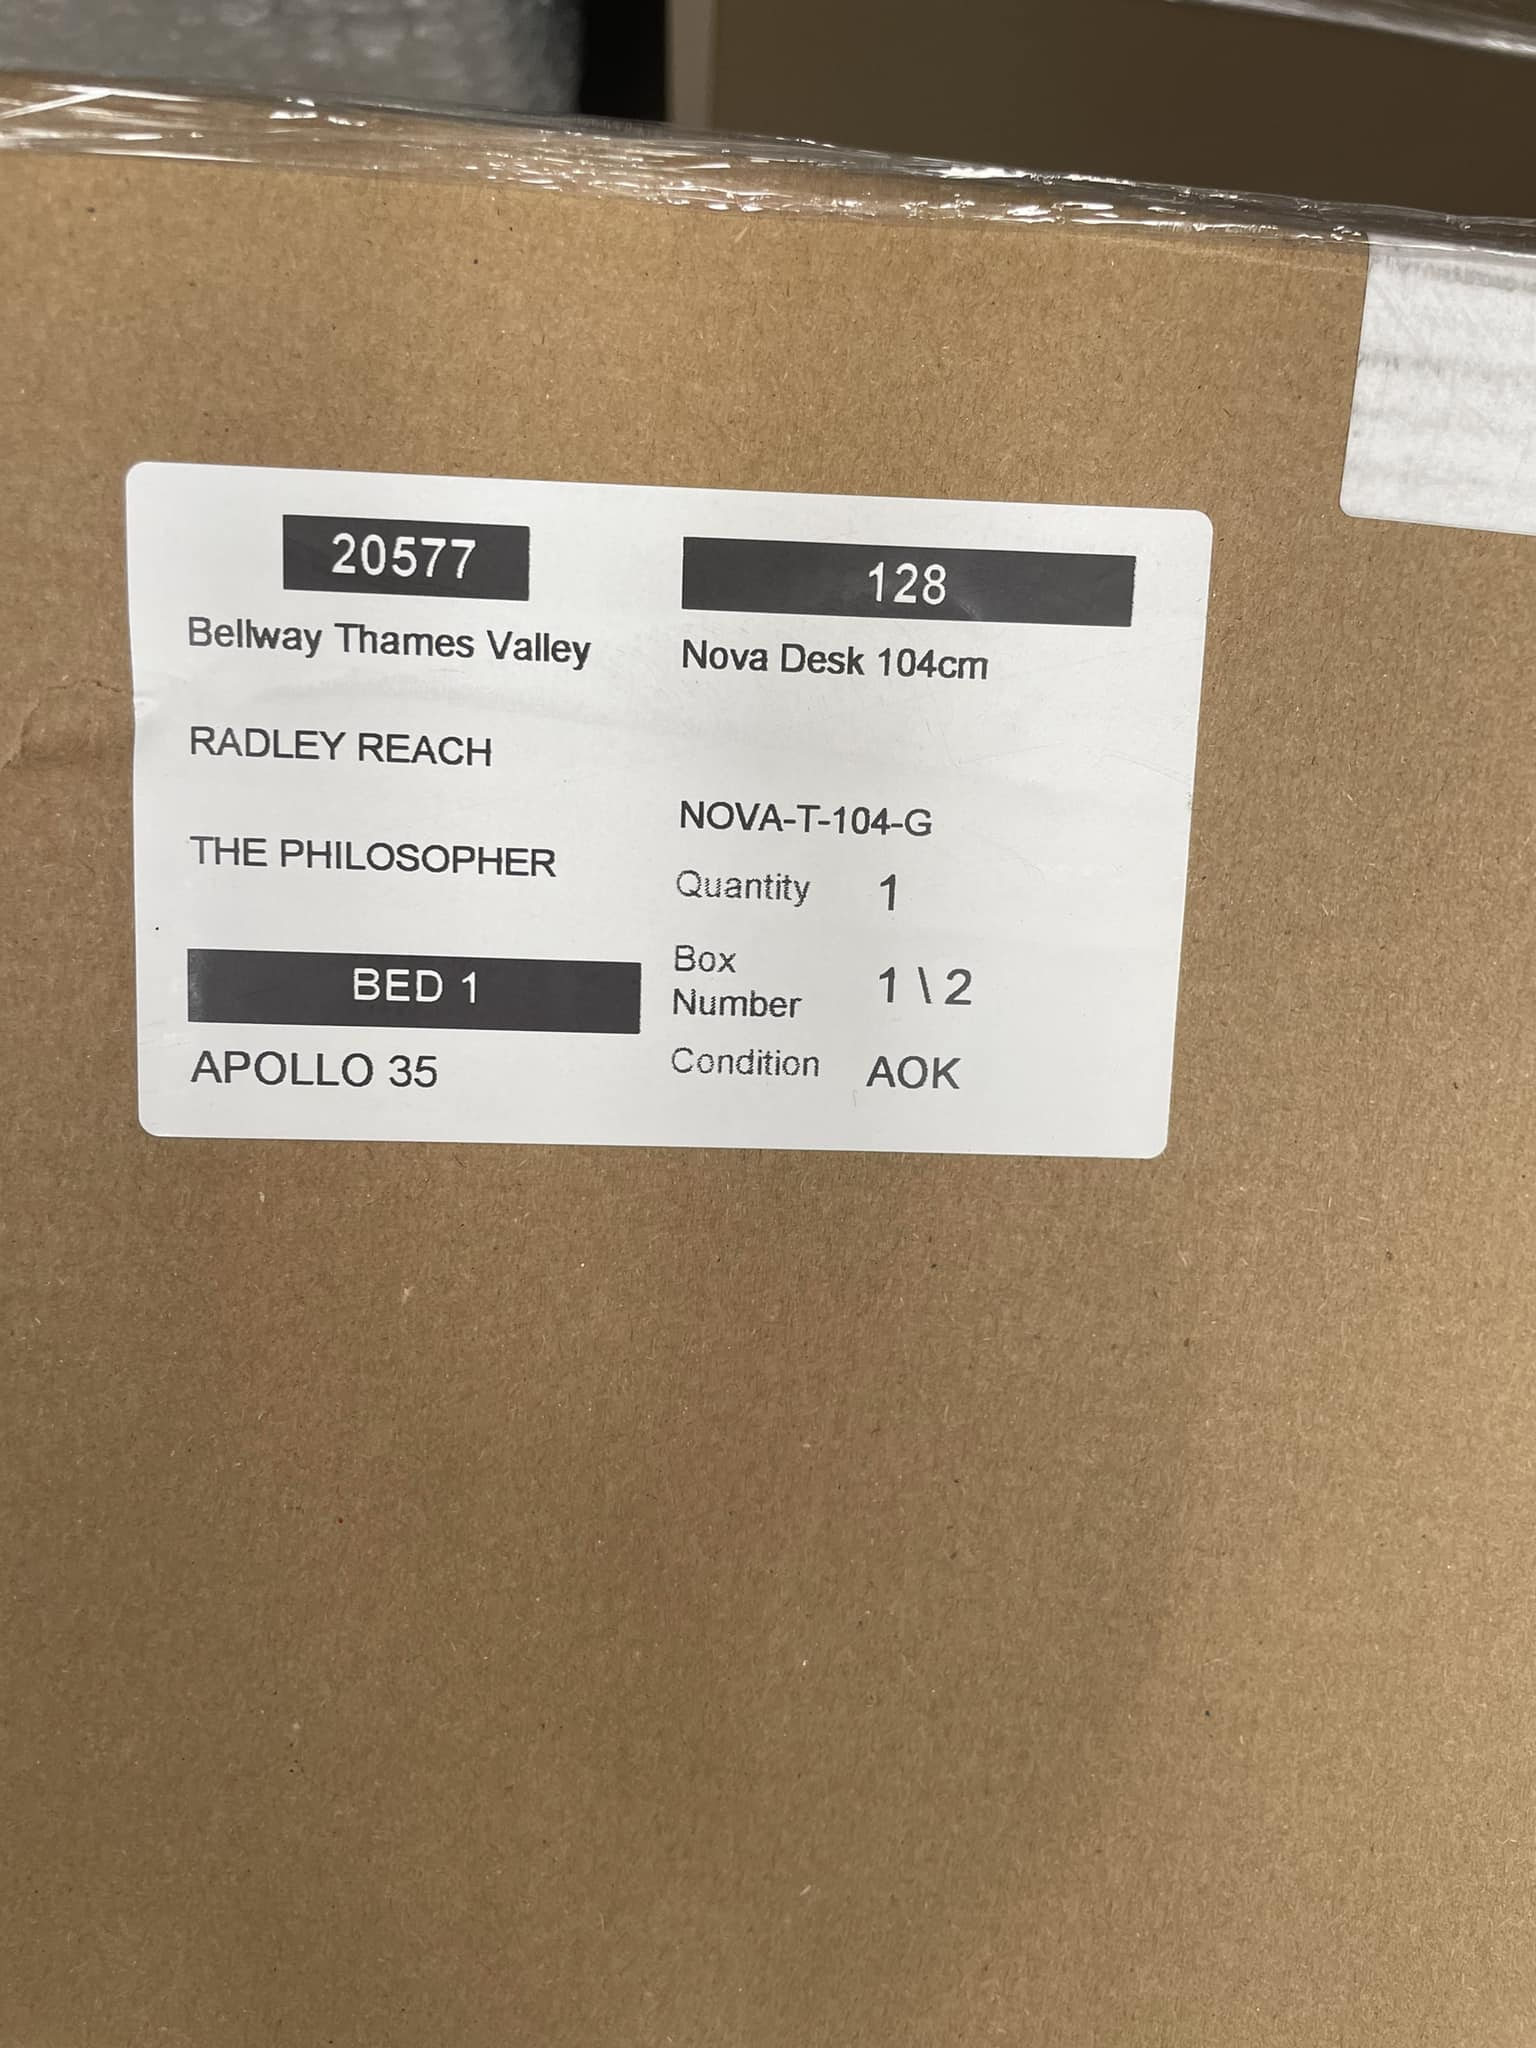 20577
Bellway Thames Valley
RADLEY REACH
THE PHILOSOPHER
BED 1
APOLLO 35
128
Nova Desk 104cm
NOVA-T-104-G
Quantity 1
Box Number 1 \ 2
Condition AOK